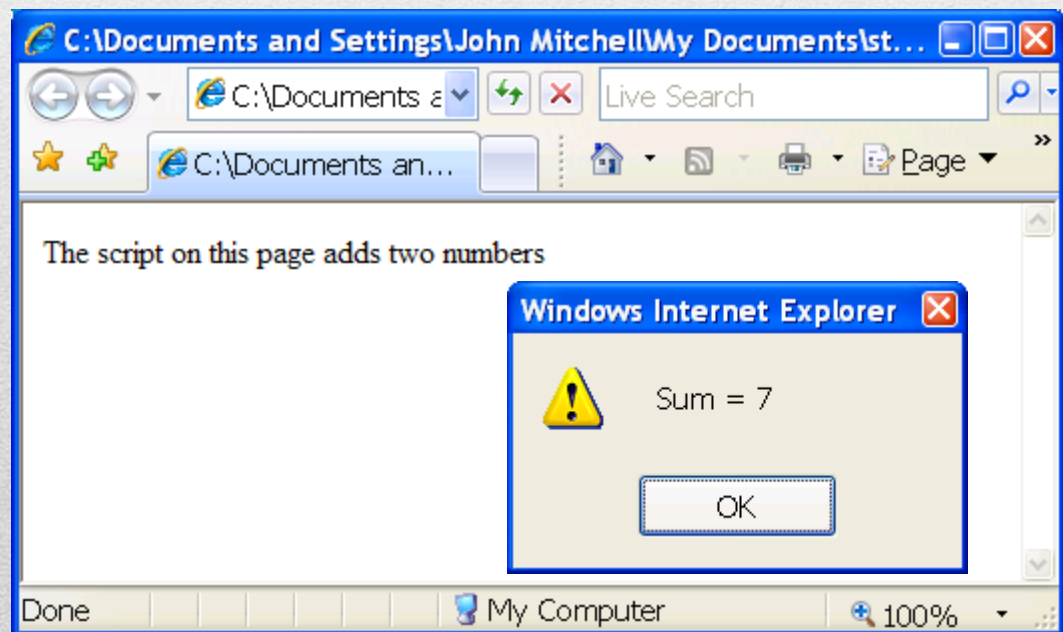 C:\Documents and Settings\John Mitchell\My Documents\st...
C:\Documents a
Live Search
C:\Documents an...
Page
»
The script on this page adds two numbers
Windows Internet Explorer
Sum = 7
OK
Done
My Computer
100%